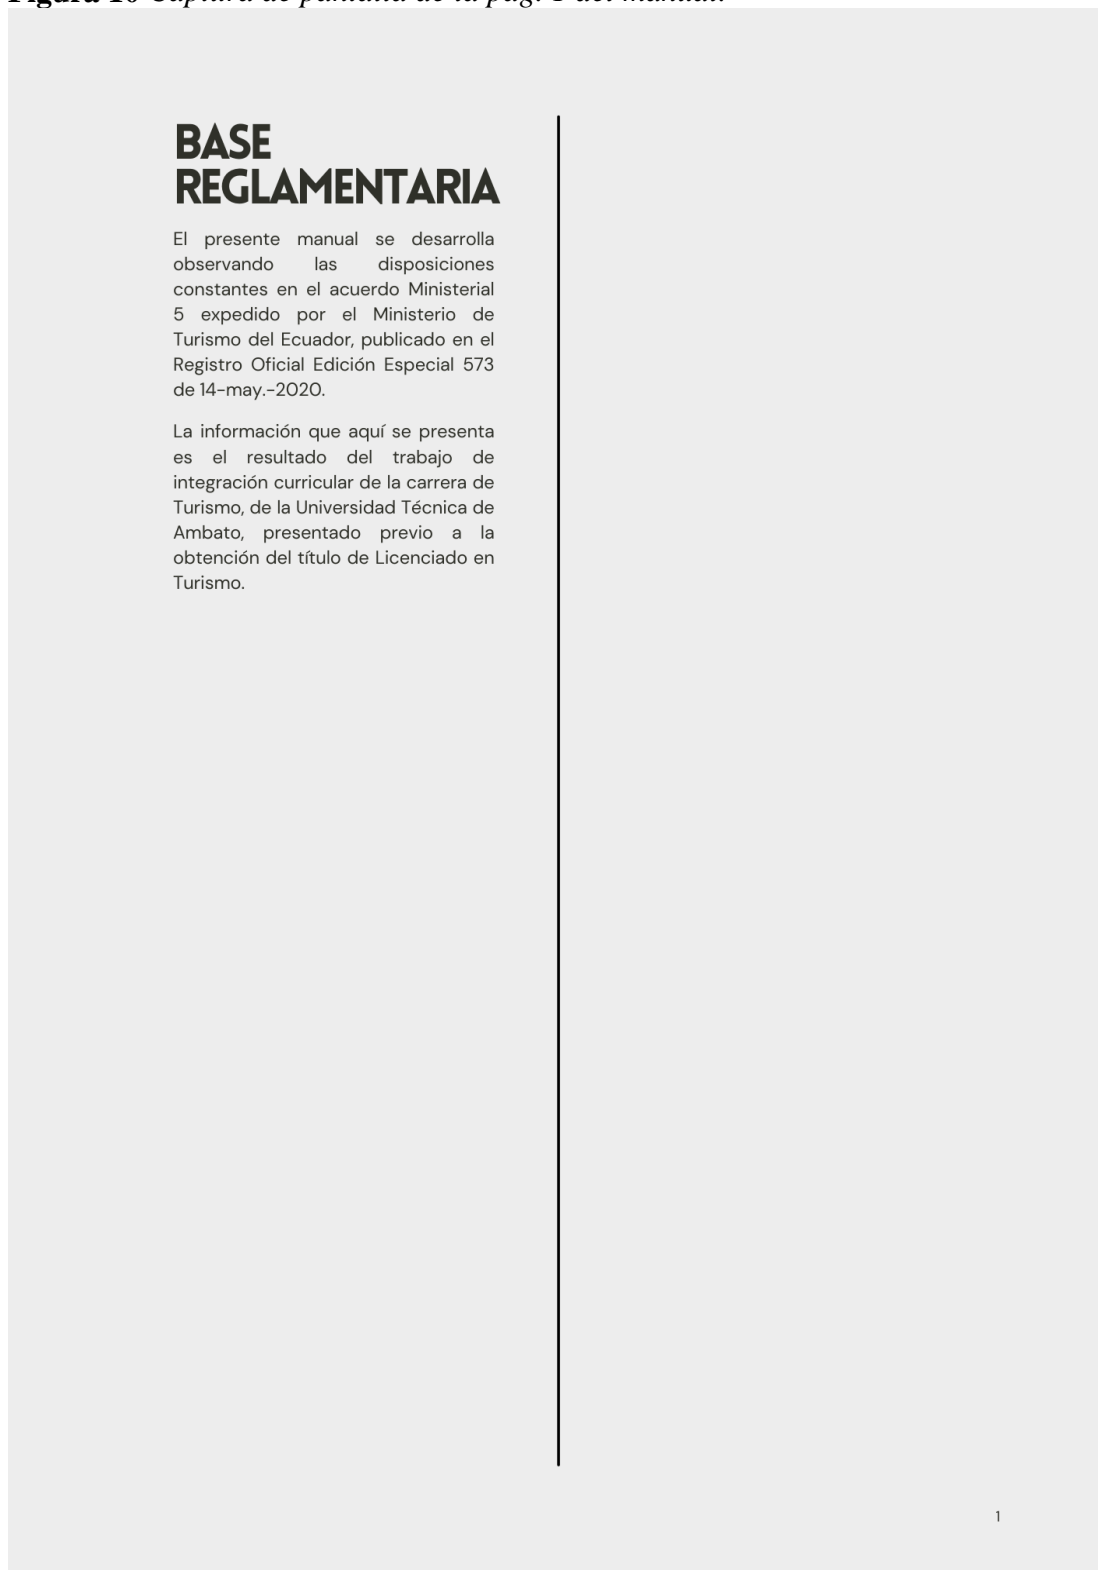 Figura 10 Captura de pantalla de la pág. 1 del manual.
BASE
REGLAMENTARIA
El presente manual se desarrolla
observando las disposiciones
constantes en el acuerdo Ministerial
5 expedido por el Ministerio de
Turismo del Ecuador, publicado en el
Registro Oficial Edición Especial 573
de 14-may.-2020.
La información que aquí se presenta
es el resultado del trabajo de
integración curricular de la carrera de
Turismo, de la Universidad Técnica de
Ambato, presentado previo a la
obtención del título de Licenciado en
Turismo.
1